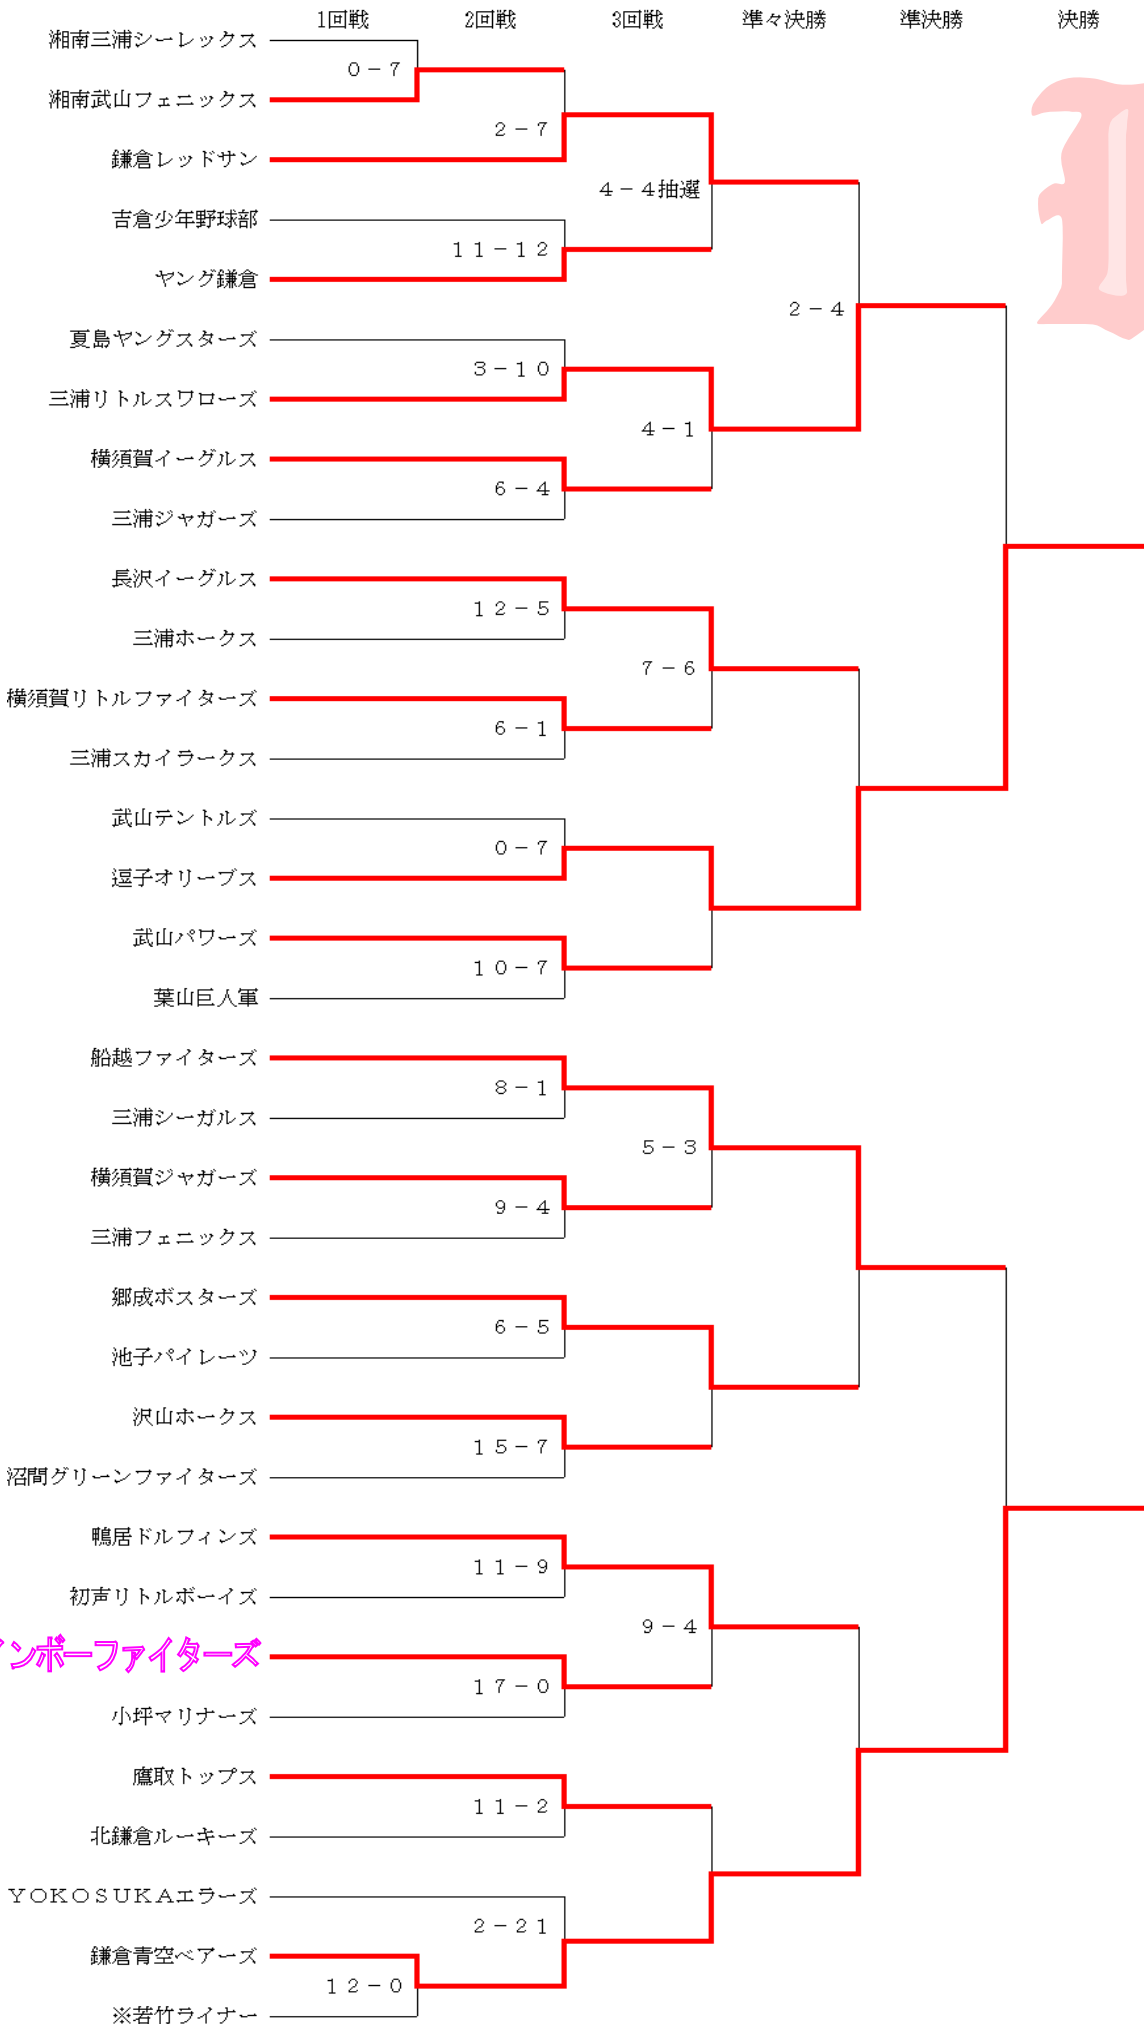 1回戦 2回戦 3回戦 準々決勝 準決勝 決勝
湘南三浦シーレックス
0-7
湘南武山フェニックス
2-7
鎌倉レッドサン
4-4抽選
吉倉少年野球部
11-12
ヤング鎌倉
2-4
夏島ヤングスターズ
3-10
三浦リトルスワローズ
4-1
横須賀イーグルス
6-4
三浦ジャガーズ
長沢イーグルス
12-5
三浦ホークス
7-6
横須賀リトルファイターズ
6-1
三浦スカイラークス
武山テントルズ
0-7
逗子オリーブス
武山パワーズ
10-7
葉山巨人軍
船越ファイターズ
8-1
三浦シーガルス
5-3
横須賀ジャガーズ
9-4
三浦フェニックス
郷成ボスターズ
6-5
池子パイレーツ
沢山ホークス
15-7
沼間グリーンファイターズ
鴨居ドルフィンズ
11-9
初声リトルボーイズ
9-4
インボーファイターズ
17-0
小坪マリナーズ
鷹取トップス
11-2
北鎌倉ルーキーズ
YOKOSUKAエラーズ
2-21
鎌倉青空ベアーズ
12-0
※若竹ライナー